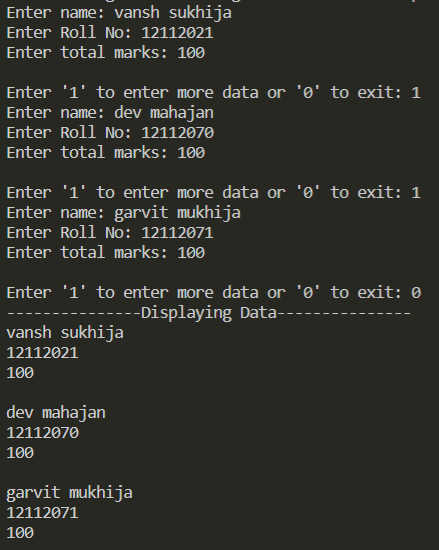 Enter name: vansh sukhija
Enter Roll No: 12112021
Enter total marks: 100
Enter '1' to enter more data or '0' to exit: 1
Enter name: dev mahajan
Enter Roll No: 12112070
Enter total marks: 100
Enter '1' to enter more data or '0' to exit: 1
Enter name: garvit mukhija
Enter Roll No: 12112071
Enter total marks: 100
Enter '1' to enter more data or '0' to exit: 0
---------------Displaying Data---------------
vansh sukhija
12112021
100
dev mahajan
12112070
100
garvit mukhija
12112071
100